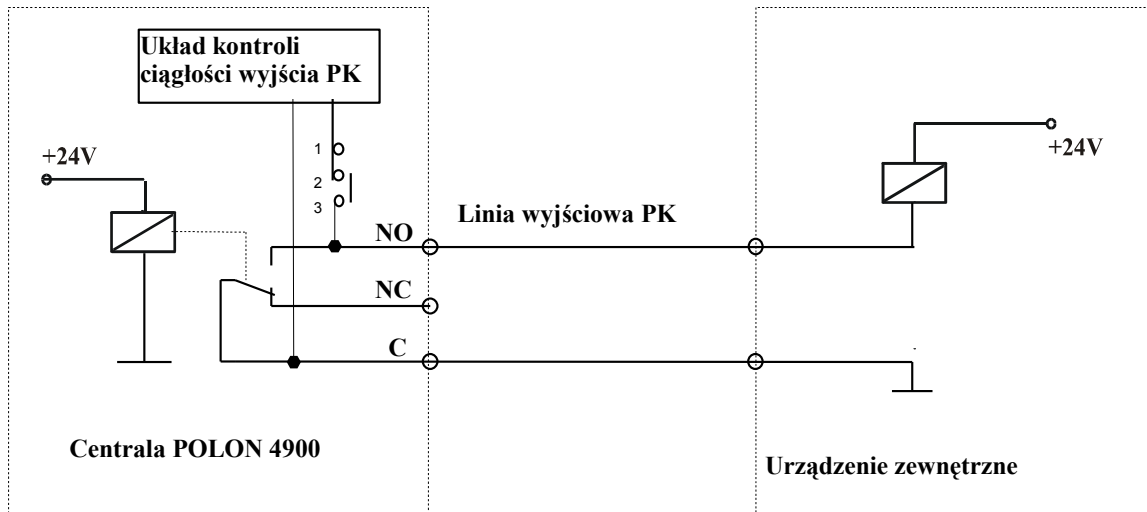 Układ kontroli
ciągłości wyjścia PK
+24V
+24V
1
2
3
Linia wyjściowa PK
NO
NC
C
Centrala POLON 4900
Urządzenie zewnętrzne